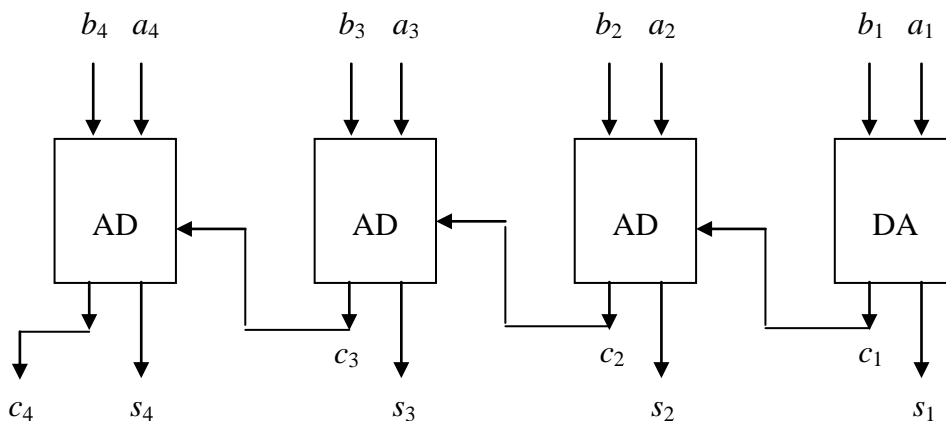 b₄ a₄ b₃ a₃ b₂ a₂ b₁ a₁
AD AD AD DA
c₃ c₂ c₁
c₄ s₄ s₃ s₂ s₁